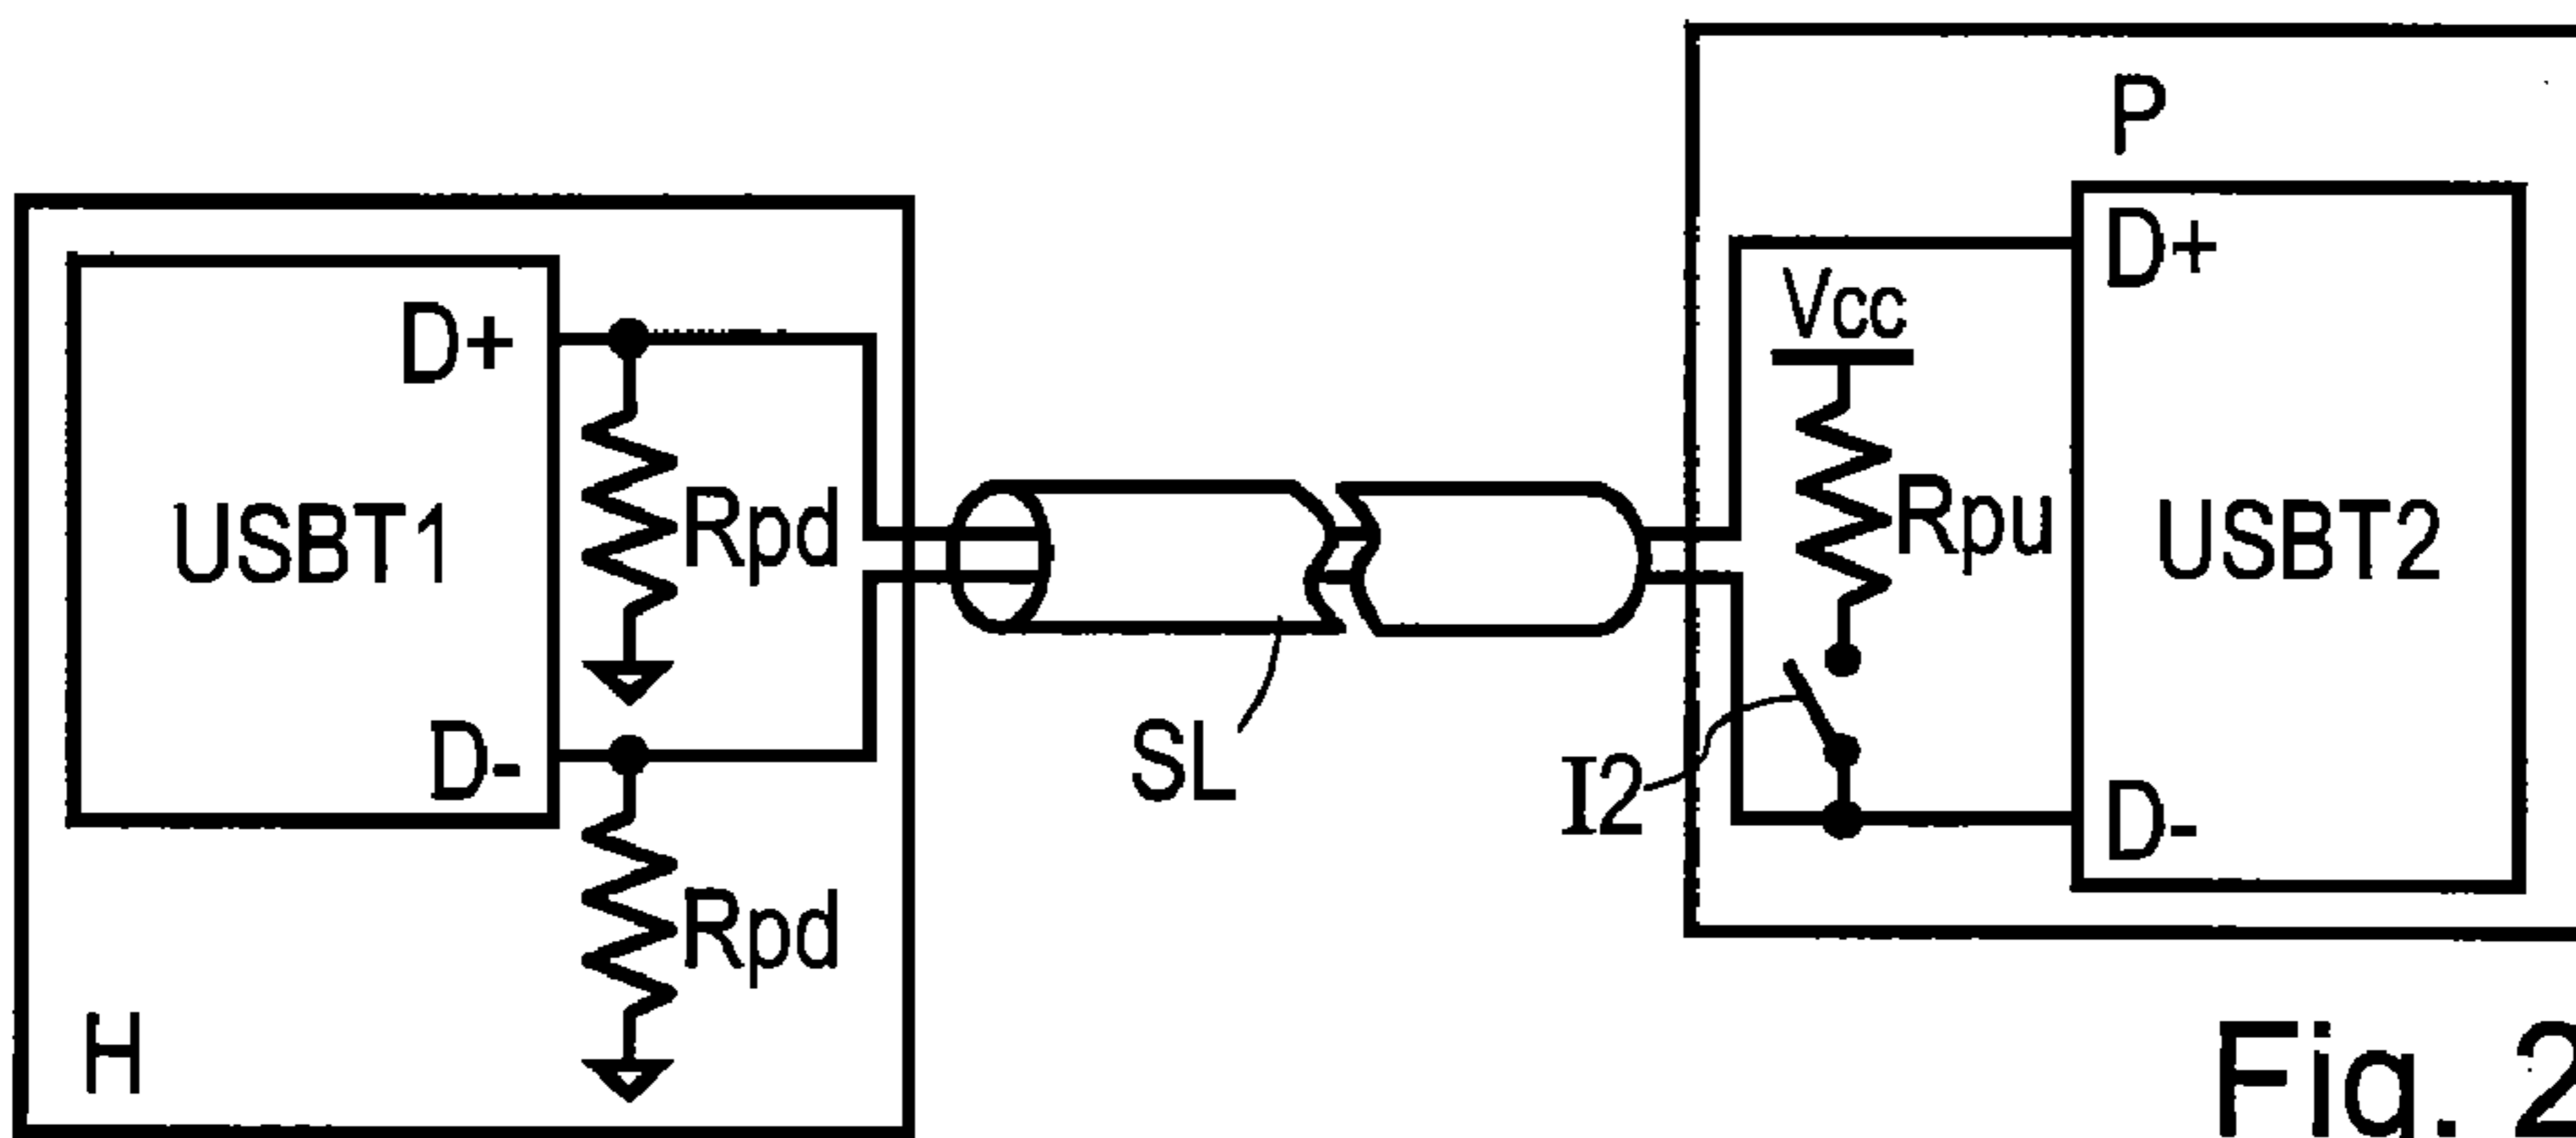 P
D+
Vcc
D+
Rpd
USBT1
Rpu
USBT2
SL
D-
I2
D-
Rpd
H
Fig. 2